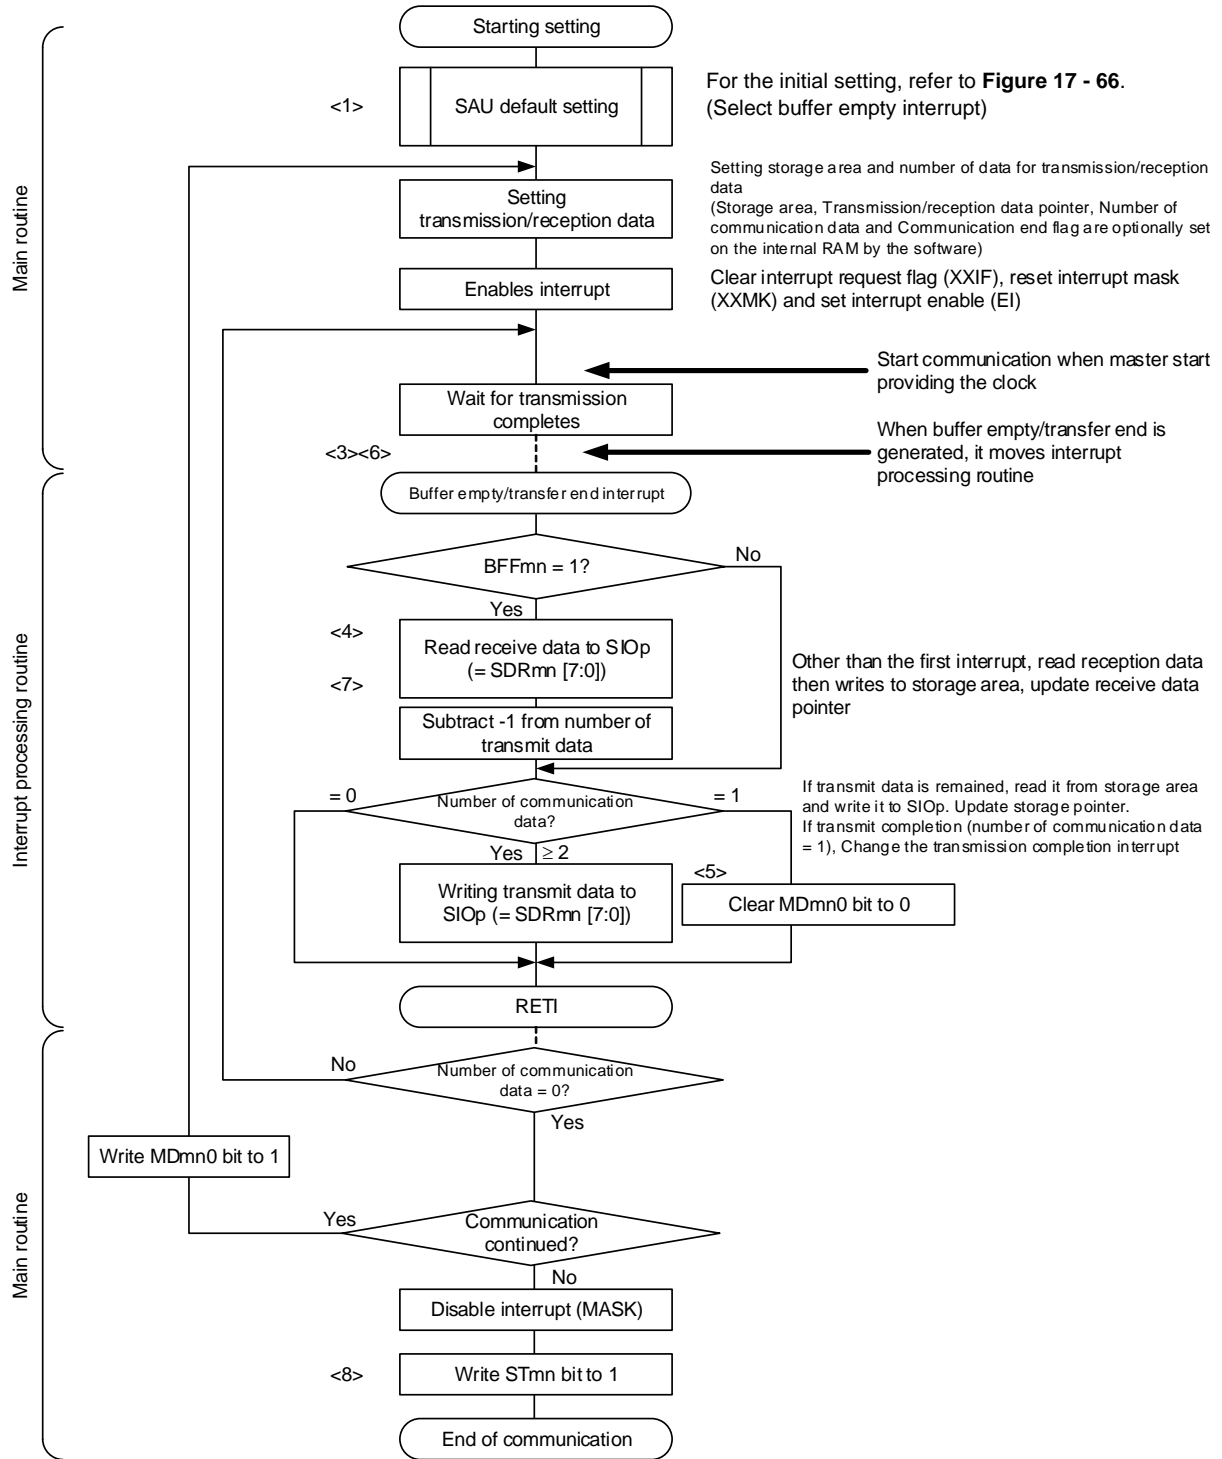 Starting setting
<1>
SAU default setting
For the initial setting, refer to Figure 17 - 66.
(Select buffer empty interrupt)
Main routine
Setting
transmission/reception data
Setting storage area and number of data for transmission/reception
data
(Storage area, Transmission/reception data pointer, Number of
communication data and Communication end flag are optionally set
on the internal RAM by the software)
Enables interrupt
Clear interrupt request flag (XXIF), reset interrupt mask
(XXMK) and set interrupt enable (EI)
Start communication when master start
providing the clock
Wait for transmission
completes
<3><6>
When buffer empty/transfer end is
generated, it moves interrupt
processing routine
Buffer empty/transfer end interrupt
Interrupt processing routine
BFFmn = 1?
No
Yes
<4>
Read receive data to SIOp
(= SDRmn [7:0])
<7>
Other than the first interrupt, read reception data
then writes to storage area, update receive data
pointer
Subtract -1 from number of
transmit data
= 0
Number of communication
data?
= 1
If transmit data is remained, read it from storage area
and write it to SIOp. Update storage pointer.
If transmit completion (number of communication data
= 1), Change the transmission completion interrupt
Yes ≥ 2
<5>
Writing transmit data to
SIOp (= SDRmn [7:0])
Clear MDmn0 bit to 0
RETI
Main routine
No
Number of communication
data = 0?
Yes
Write MDmn0 bit to 1
Yes
Communication
continued?
No
Disable interrupt (MASK)
<8>
Write STmn bit to 1
End of communication